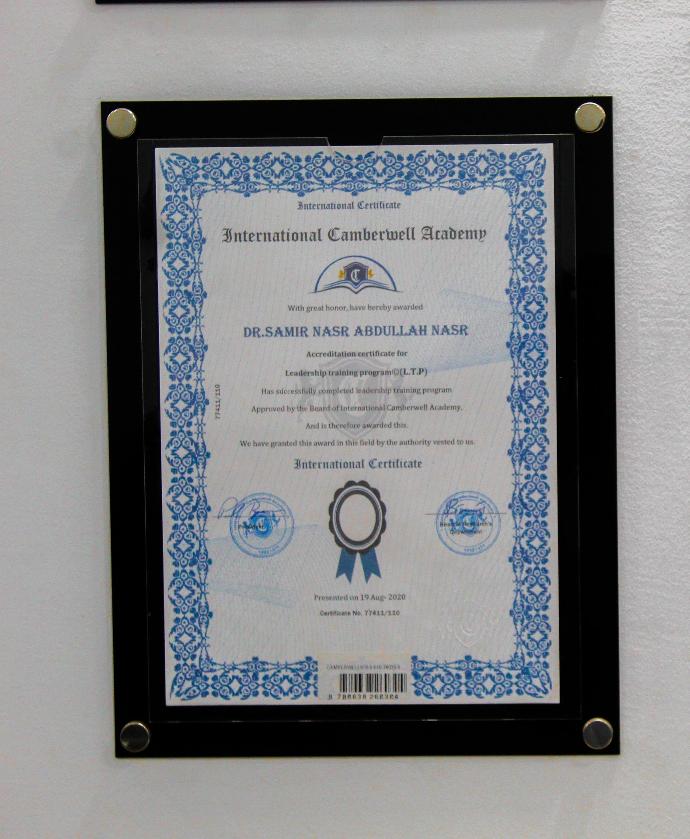 International Certificate
International Camberwell Academy
C
With great honor, have hereby awarded
DR.SAMIR NASR ABDULLAH NASR
Accreditation certificate for
Leadership training program©(L.T.P)
Has successfully completed leadership training program
Approved by the Board of International Camberwell Academy,
And is therefore awarded this.
We have granted this award in this field by the authority vested to us.
77411/110
International Certificate
Presented on 19 Aug- 2020
Certificate No. 77411/110